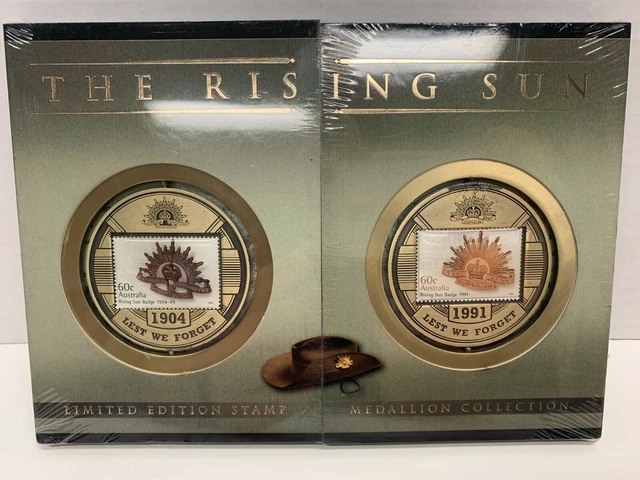 THE RISING SUN
60c
Australia
Rising Sun Badge 1904-49
1904
LEST WE FORGET
60c
Australia
Rising Sun Badge 1991-
1991
LEST WE FORGET
LIMITED EDITION STAMP MEDALLION COLLECTION